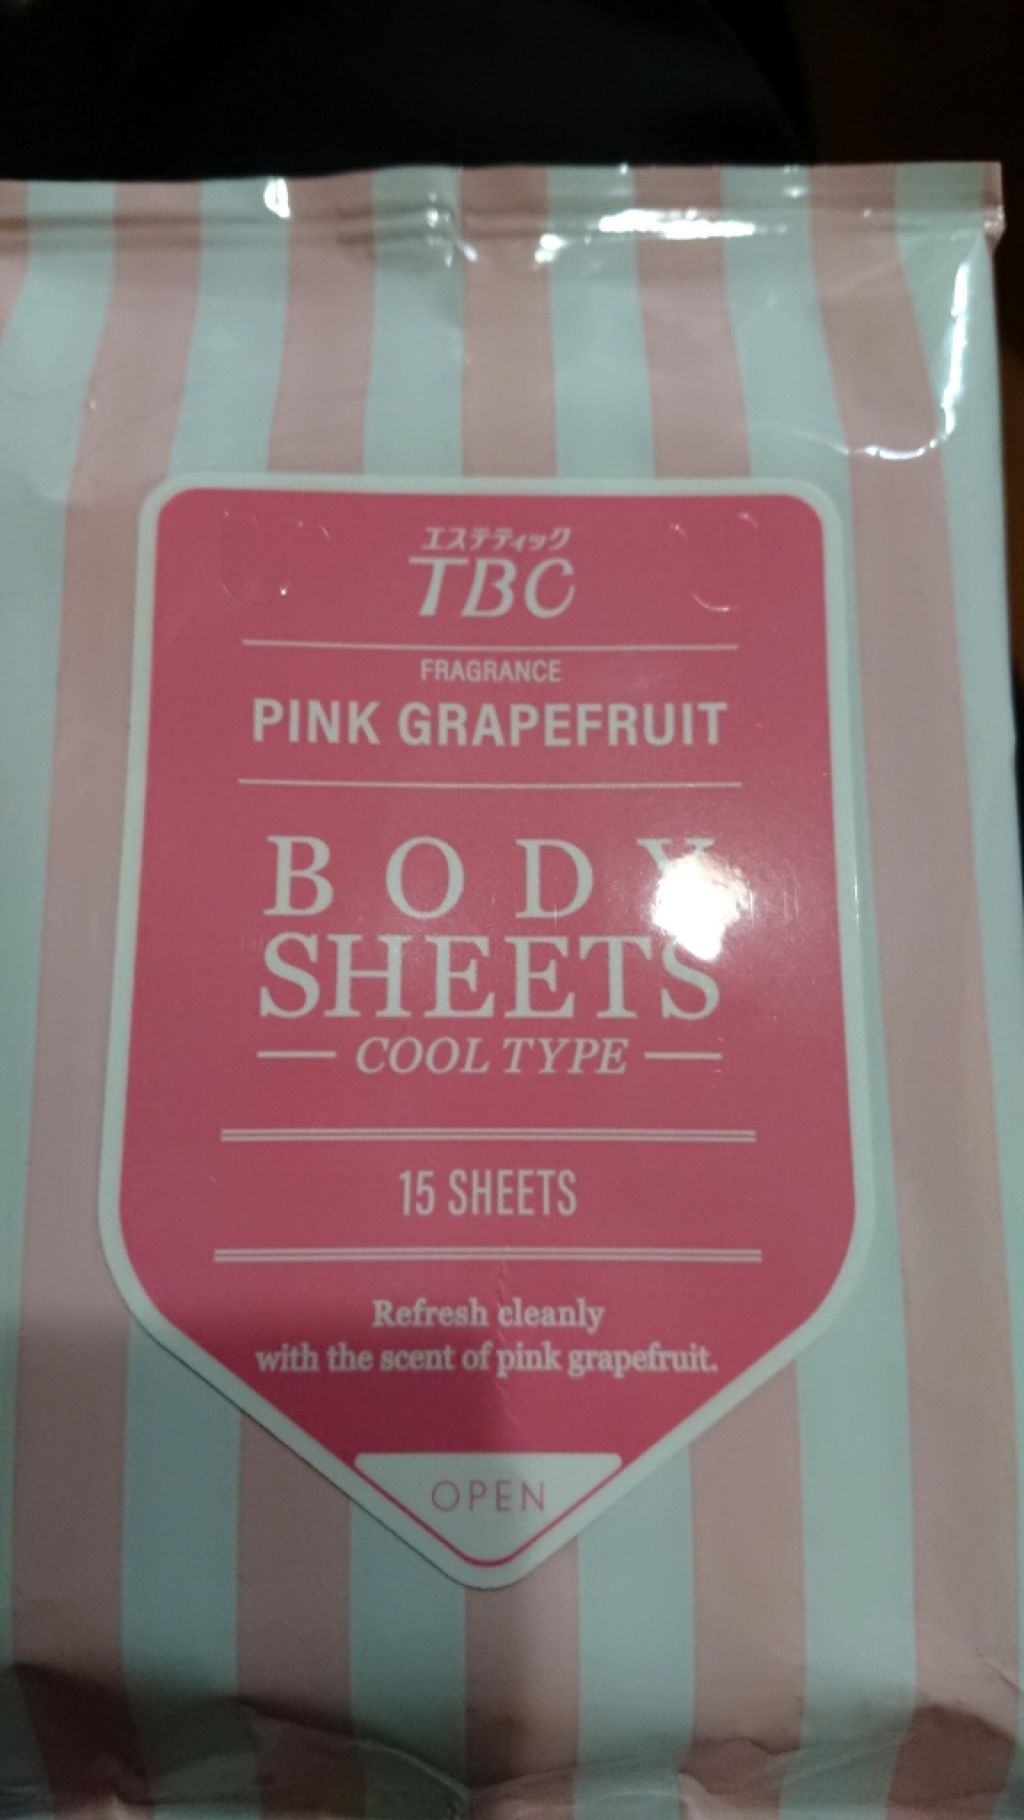 エステティック
TBC
FRAGRANCE
PINK GRAPEFRUIT
BODY
SHEETS
COOL TYPE
15 SHEETS
Refresh cleanly
with the scent of pink grapefruit.
OPEN